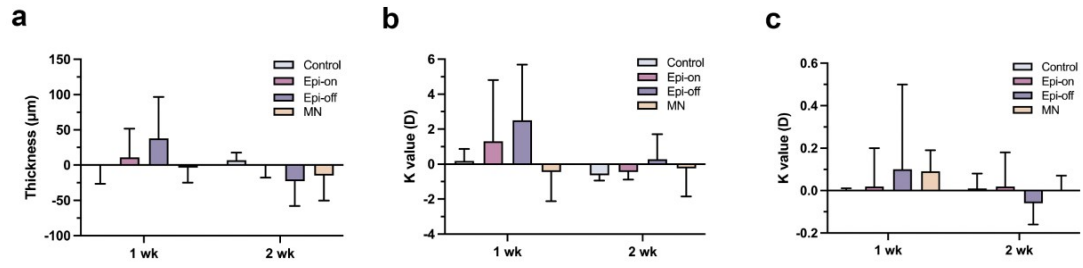 a
Thickness (μm)
150
100
50
0
-50
-100
Control
Epi-on
Epi-off
MN
1 wk
2 wk
b
K value (D)
6
4
2
0
-2
-4
Control
Epi-on
Epi-off
MN
1 wk
2 wk
c
K value (D)
0.6
0.4
0.2
0.0
-0.2
Control
Epi-on
Epi-off
MN
1 wk
2 wk